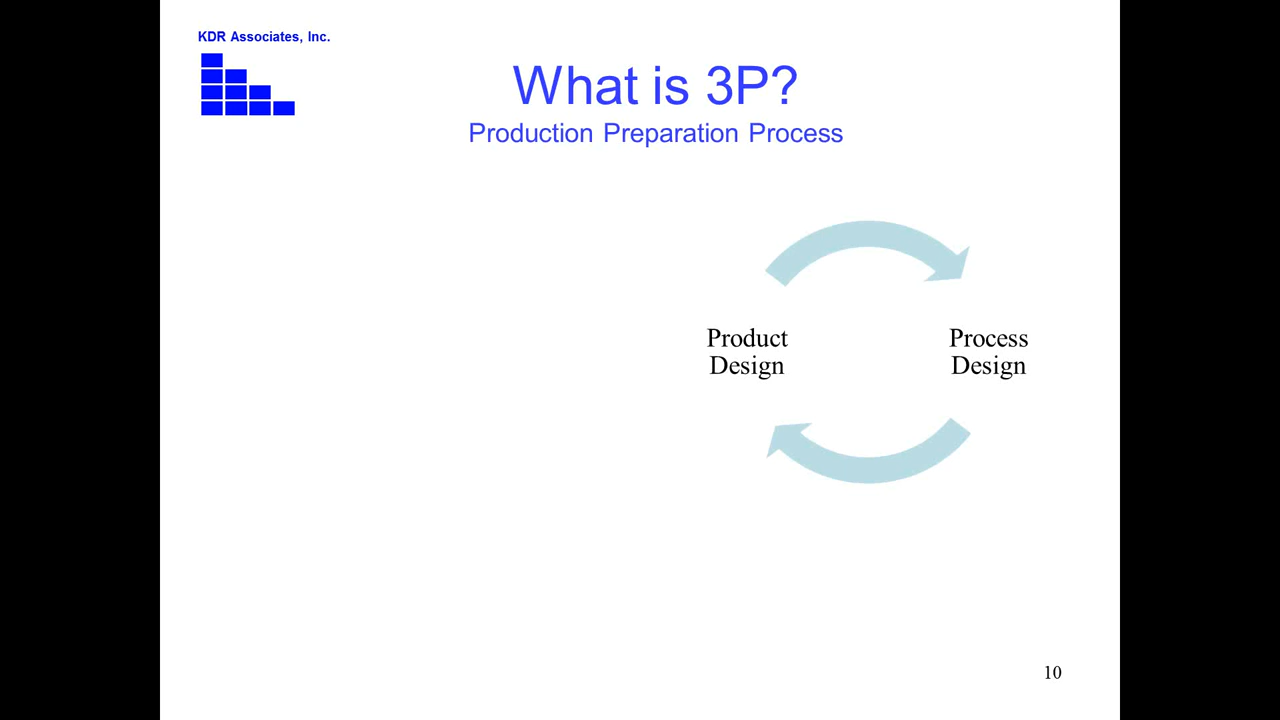 KDR Associates, Inc.
What is 3P?
Production Preparation Process
Product
Design
Process
Design
10